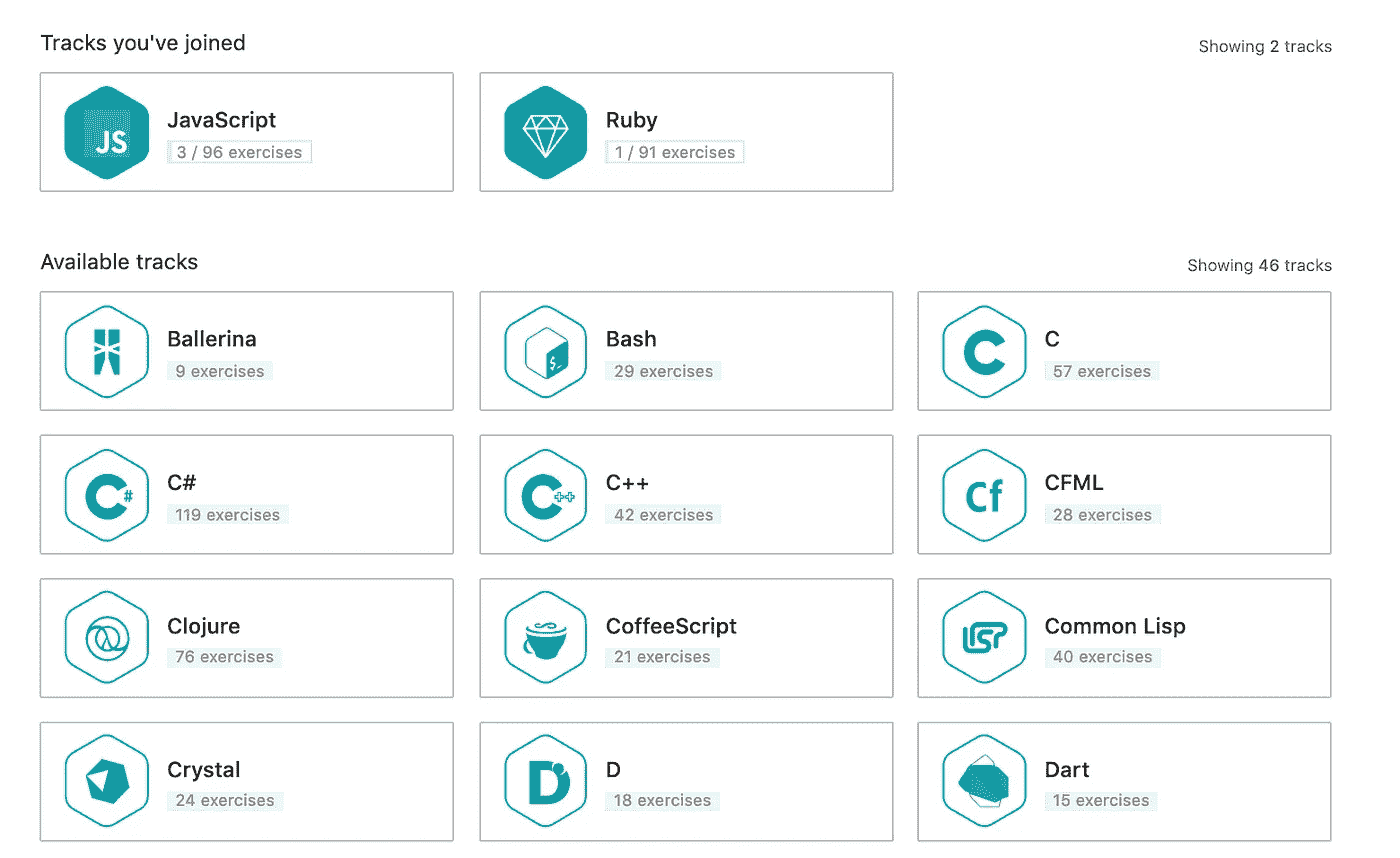 Tracks you've joined
Showing 2 tracks
JS
JavaScript
3 / 96 exercises
Ruby
1 / 91 exercises
Available tracks
Showing 46 tracks
Ballerina
9 exercises
$_
Bash
29 exercises
C
C
57 exercises
C#
C#
119 exercises
C++
C++
42 exercises
Cf
CFML
28 exercises
Clojure
76 exercises
CoffeeScript
21 exercises
LISP
Common Lisp
40 exercises
Crystal
24 exercises
D
D
18 exercises
Dart
15 exercises